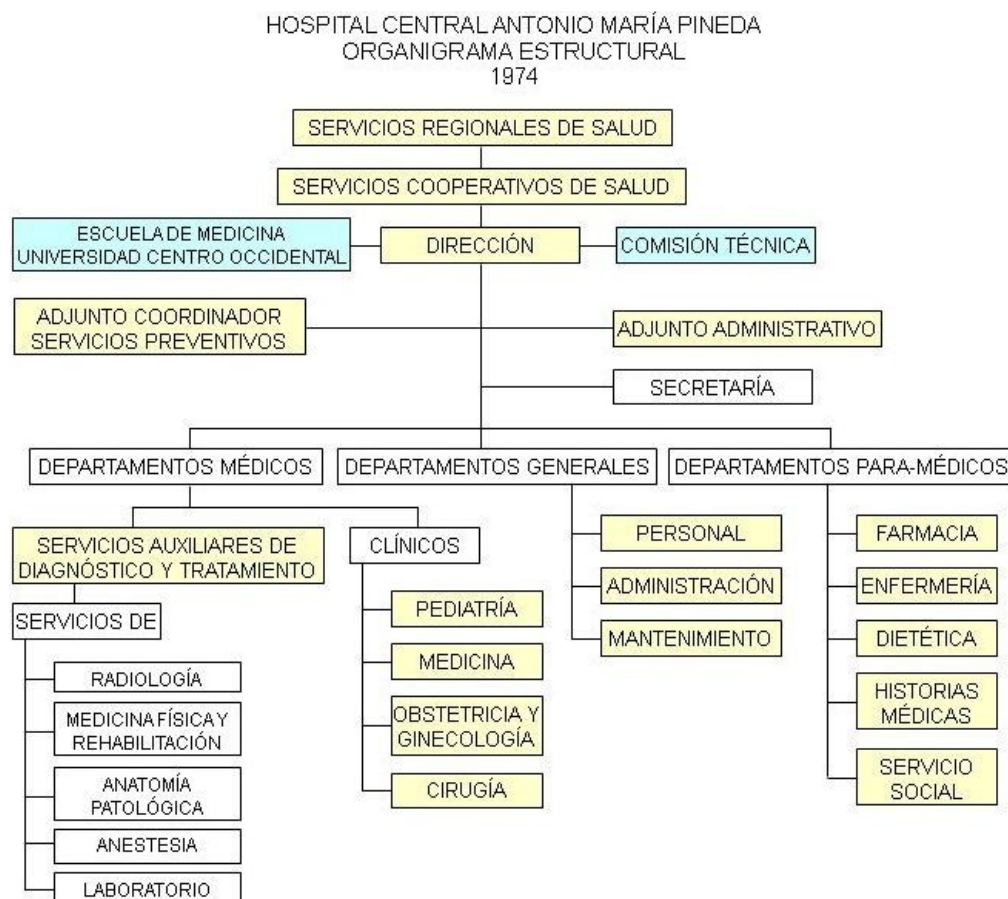 HOSPITAL CENTRAL ANTONIO MARÍA PINEDA
ORGANIGRAMA ESTRUCTURAL
1974
SERVICIOS REGIONALES DE SALUD
SERVICIOS COOPERATIVOS DE SALUD
ESCUELA DE MEDICINA
UNIVERSIDAD CENTRO OCCIDENTAL
DIRECCIÓN
COMISIÓN TÉCNICA
ADJUNTO COORDINADOR
SERVICIOS PREVENTIVOS
ADJUNTO ADMINISTRATIVO
SECRETARÍA
DEPARTAMENTOS MÉDICOS
DEPARTAMENTOS GENERALES
DEPARTAMENTOS PARA-MÉDICOS
SERVICIOS AUXILIARES DE
DIAGNÓSTICO Y TRATAMIENTO
SERVICIOS DE
RADIOLOGÍA
MEDICINA FÍSICA Y
REHABILITACIÓN
ANATOMÍA
PATOLÓGICA
ANESTESIA
LABORATORIO
CLÍNICOS
PEDIATRÍA
MEDICINA
OBSTETRICIA Y
GINECOLOGÍA
CIRUGÍA
PERSONAL
ADMINISTRACIÓN
MANTENIMIENTO
FARMACIA
ENFERMERÍA
DIETÉTICA
HISTORIAS
MÉDICAS
SERVICIO
SOCIAL